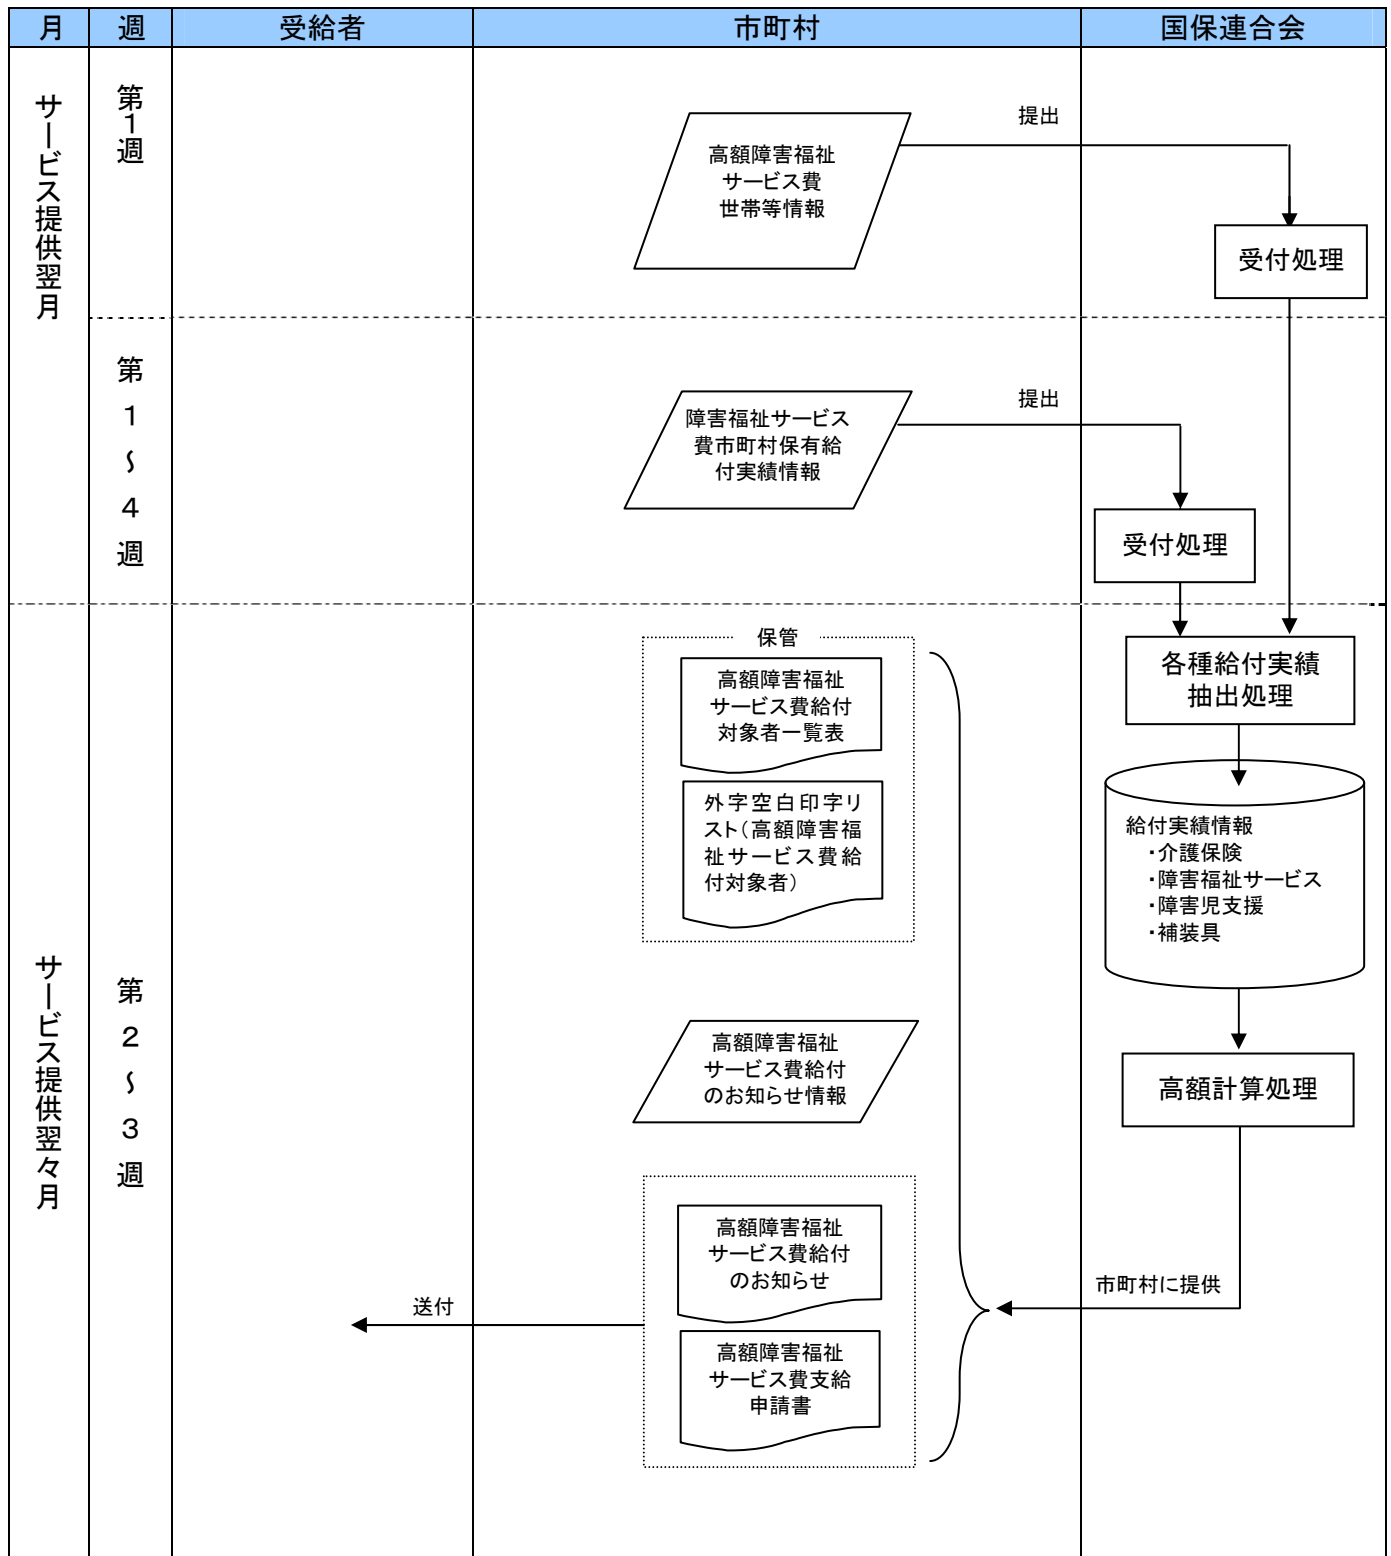 月 週 受給者 市町村 国保連合会
サービス提供翌月
第1週
高額障害福祉
サービス費
世帯等情報
提出
受付処理
第1～4週
障害福祉サービス
費市町村保有給
付実績情報
提出
受付処理
サービス提供翌々月
第2～3週
保管
高額障害福祉
サービス費給付
対象者一覧表
外字空白印字リ
スト（高額障害福
祉サービス費給
付対象者）
各種給付実績
抽出処理
給付実績情報
・介護保険
・障害福祉サービス
・障害児支援
・補装具
高額障害福祉
サービス費給付
のお知らせ情報
高額計算処理
高額障害福祉
サービス費給付
のお知らせ
市町村に提供
送付
高額障害福祉
サービス費支給
申請書